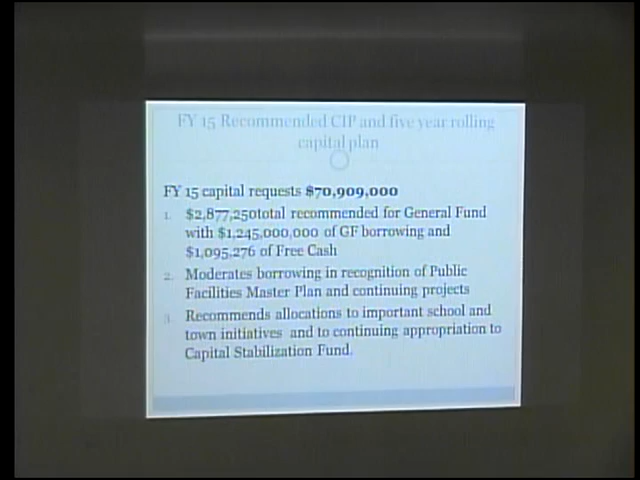 FY 15 Recommended CIP and five year rolling
capital plan
FY 15 capital requests $70,909,000
1. $2,877,250total recommended for General Fund
with $1,245,000,000 of GF borrowing and
$1,095,276 of Free Cash
2. Moderates borrowing in recognition of Public
Facilities Master Plan and continuing projects
3. Recommends allocations to important school and
town initiatives and to continuing appropriation to
Capital Stabilization Fund.